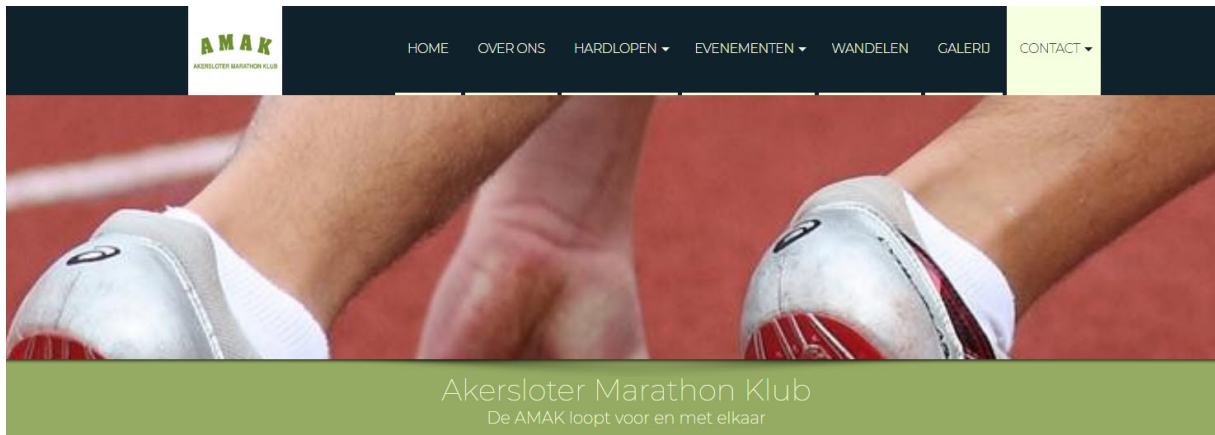 AMAK
AKERSLOTER MARATHON KLUB
HOME OVER ONS HARDLOPEN EVENEMENTEN WANDELEN GALERIJ CONTACT
Akersloter Marathon Klub
De AMAK loopt voor en met elkaar